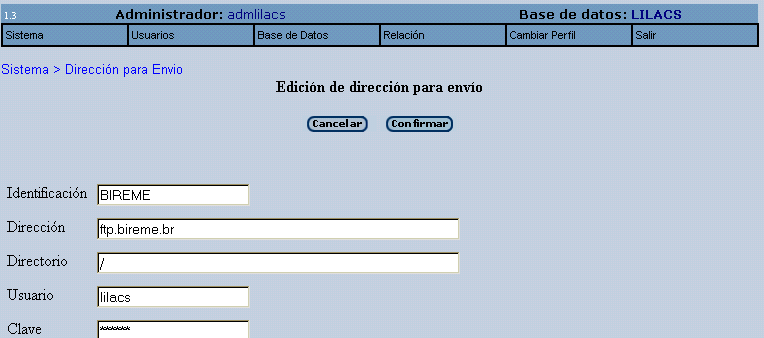 1.3 Administrador: admlilacs Base de datos: LILACS
Sistema Usuarios Base de Datos Relación Cambiar Perfil Salir
Sistema > Dirección para Envio
Edición de dirección para envío
Cancelar Confirmar
Identificación BIREME
Dirección ftp.bireme.br
Directorio /
Usuario lilacs
Clave ******